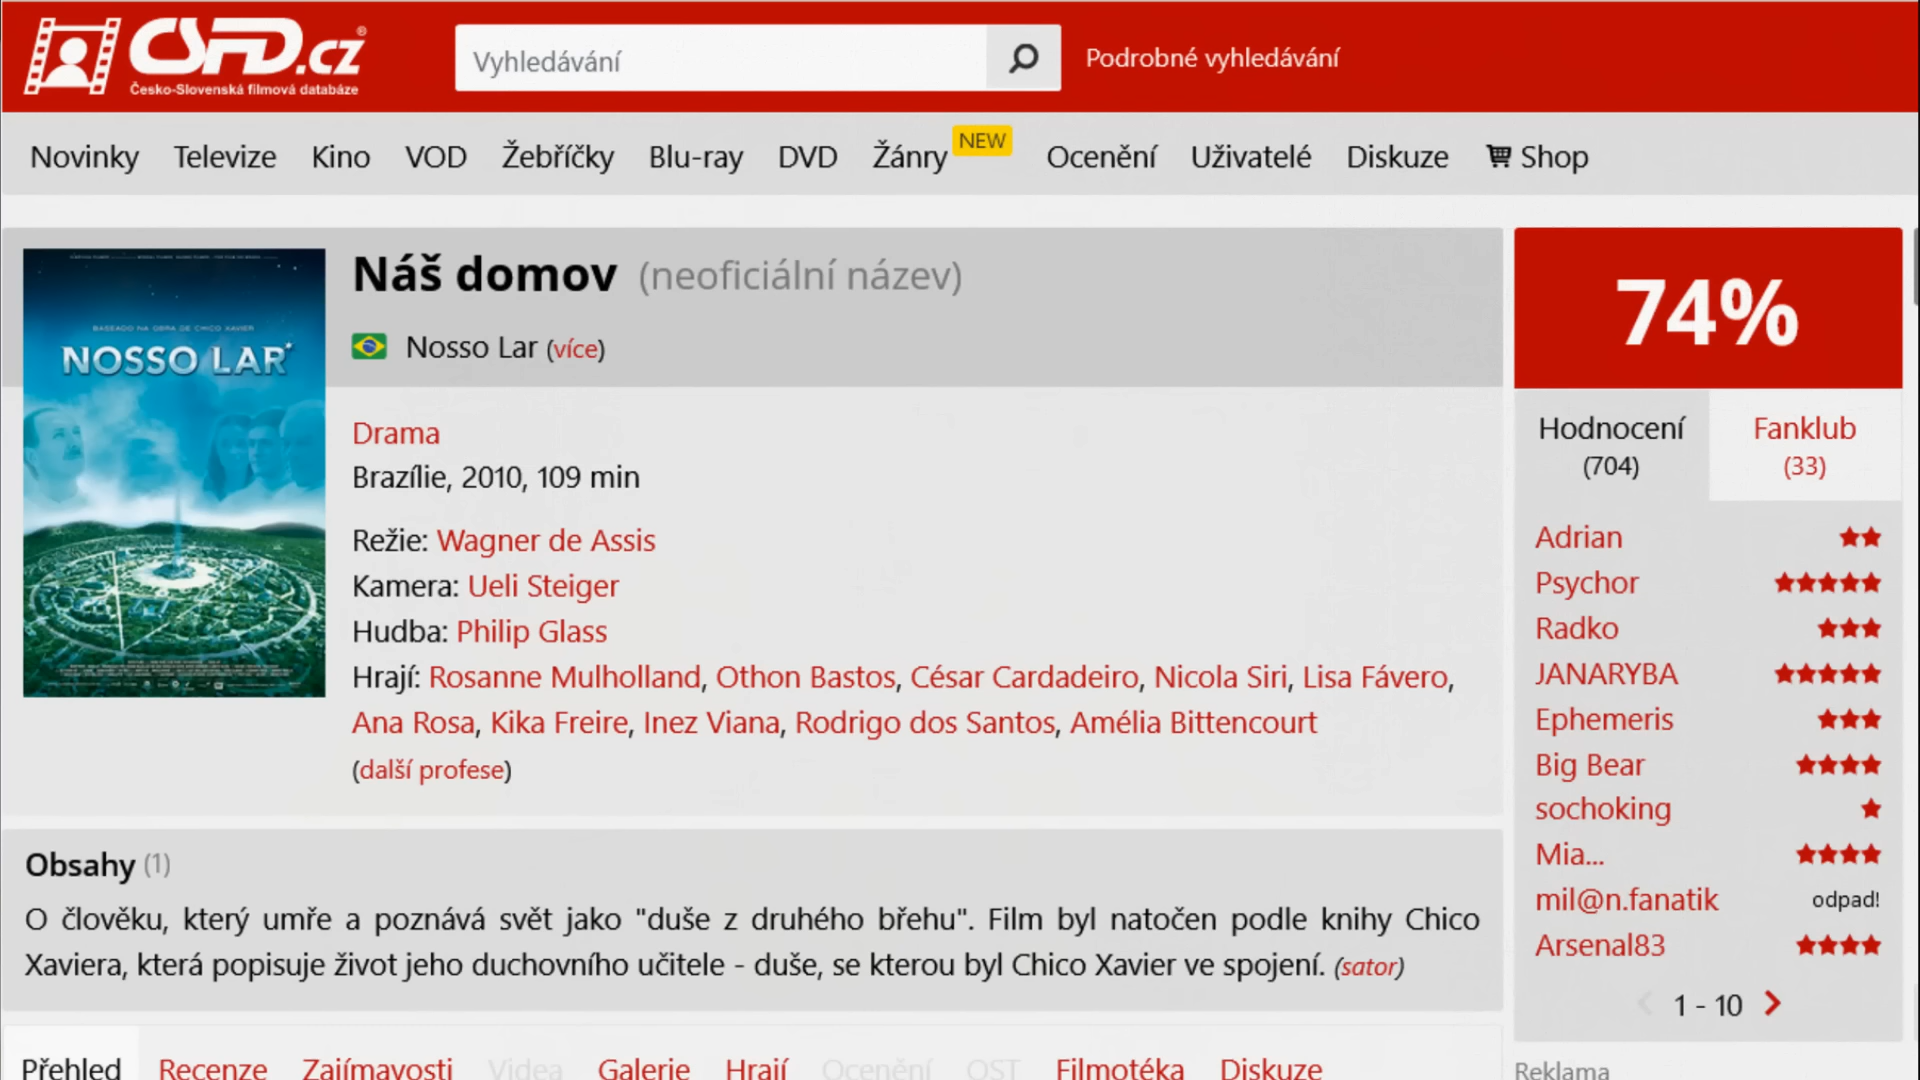 CSFD.cz®
Česko-Slovenská filmová databáze
Vyhledávání
Podrobné vyhledávání
Novinky Televize Kino VOD Žebříčky Blu-ray DVD Žánry NEW Ocenění Uživatelé Diskuze Shop
BASEADO NA OBRA DE CHICO XAVIER
NOSSO LAR
Náš domov (neoficiální název)
Nosso Lar (více)
Drama
Brazílie, 2010, 109 min
Režie: Wagner de Assis
Kamera: Ueli Steiger
Hudba: Philip Glass
Hrají: Rosanne Mulholland, Othon Bastos, César Cardadeiro, Nicola Siri, Lisa Fávero,
Ana Rosa, Kika Freire, Inez Viana, Rodrigo dos Santos, Amélia Bittencourt
(další profese)
74%
Hodnocení Fanklub
(704) (33)
Adrian ★★
Psychor ★★★★★
Radko ★★★
JANARYBA ★★★★★
Ephemeris ★★★
Big Bear ★★★★
sochoking ★
Mia... ★★★★
mil@n.fanatik odpad!
Arsenal83 ★★★★
1 - 10
Obsahy (1)
O člověku, který umře a poznává svět jako "duše z druhého břehu". Film byl natočen podle knihy Chico
Xaviera, která popisuje život jeho duchovního učitele - duše, se kterou byl Chico Xavier ve spojení. (sator)
Přehled Recenze Zajímavosti Videa Galerie Hrají Ocenění OST Filmotéka Diskuze
Reklama